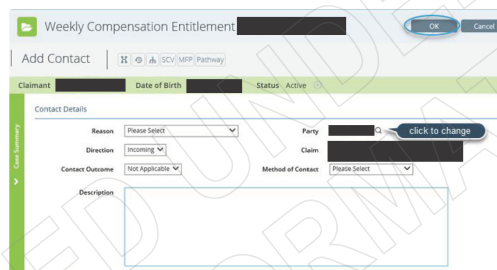 Weekly Compensation Entitlement
OK Cancel
Add Contact SCV MFP Pathway
Claimant Date of Birth Status Active
Contact Details
Reason Please Select Party click to change
Direction Incoming Claim
Contact Outcome Not Applicable Method of Contact Please Select
Description
Case Summary